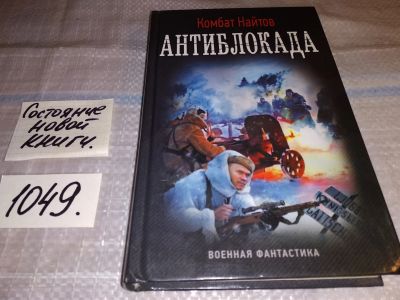 Комбат Найтов
АНТИБЛОКАДА
Состояние
новой
книги.
1049.
ВОЕННАЯ ФАНТАСТИКА